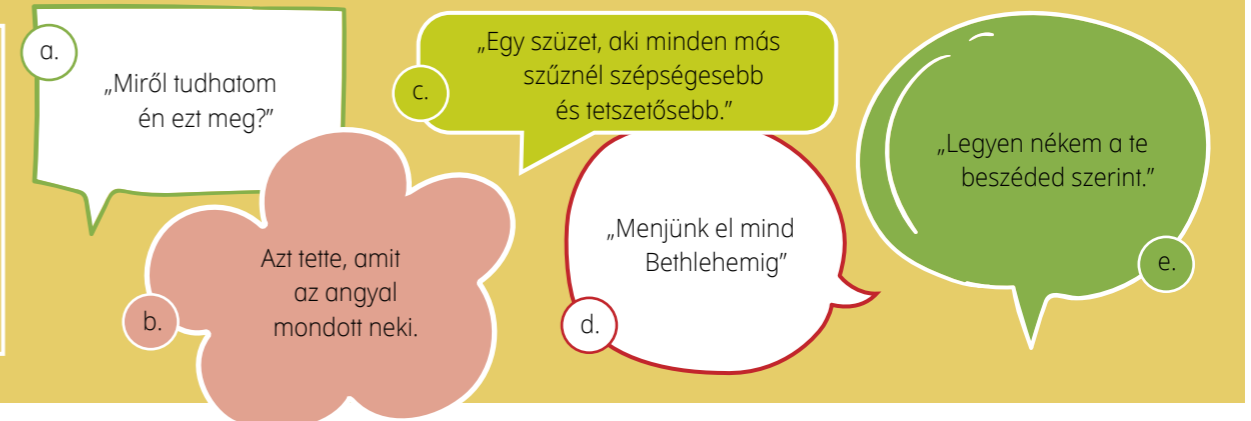 a.
„Miről tudhatom
én ezt meg?”
b.
Azt tette, amit
az angyal
mondott neki.
c.
„Egy szüzet, aki minden más
szűznél szépségesebb
és tetszetősebb.”
d.
„Menjünk el mind
Bethlehemig”
e.
„Legyen nékem a te
beszéded szerint.”